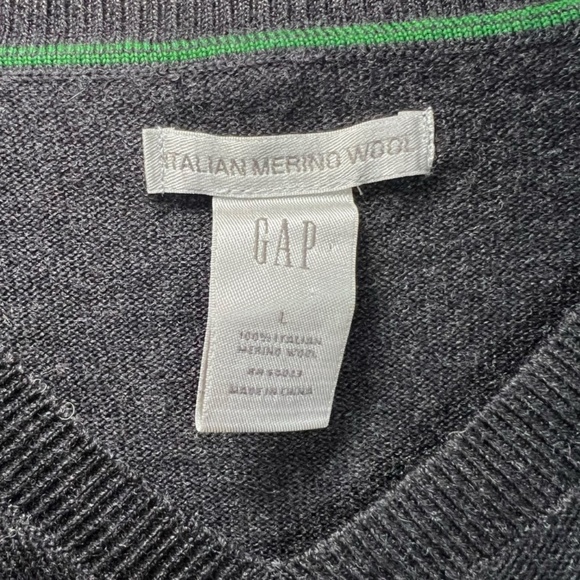 ITALIAN MERINO WOOL
GAP
L
100% ITALIAN
MERINO WOOL
MADE IN CHINA